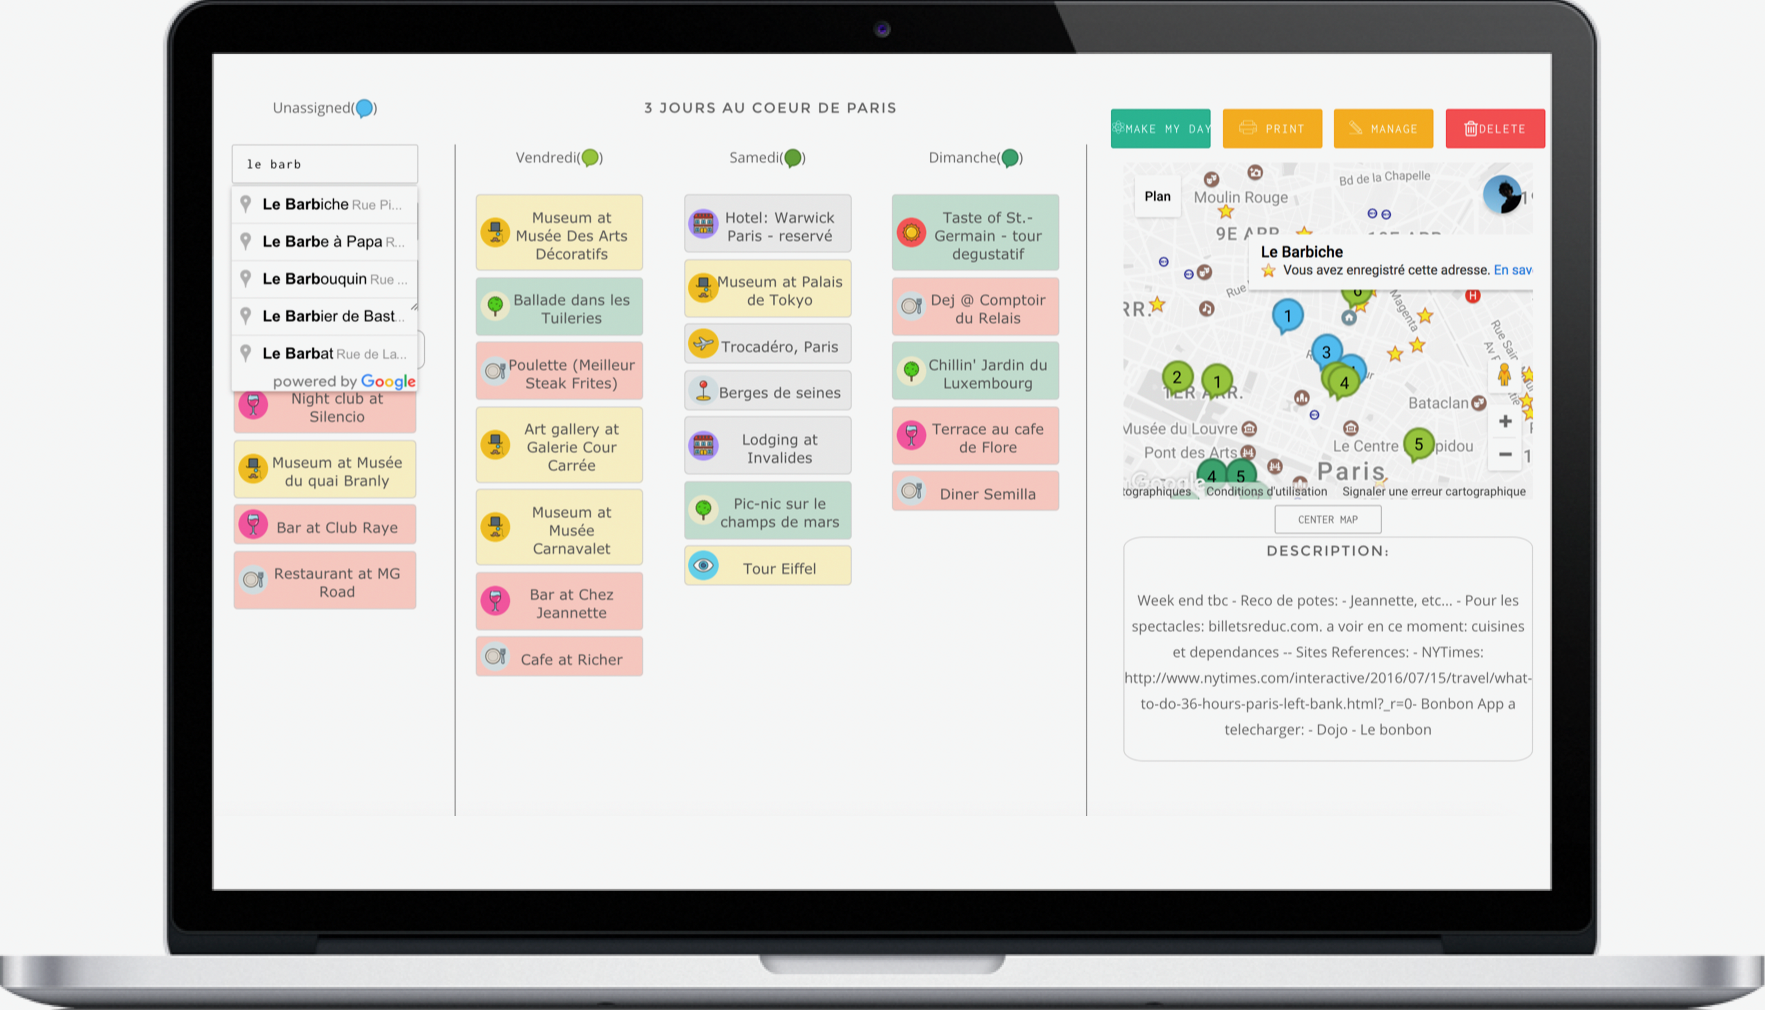 Unassigned()
le barb
Le Barbiche Rue Pi...
Le Barbe à Papa R...
Le Barbouquin Rue ...
Le Barbier de Bast...
Le Barbat Rue de La...
powered by Google
Night club at
Silencio
Museum at Musée
du quai Branly
Bar at Club Raye
Restaurant at MG
Road
3 JOURS AU COEUR DE PARIS
Vendredi()
Museum at
Musée Des Arts
Décoratifs
Ballade dans les
Tuileries
Poulette (Meilleur
Steak Frites)
Art gallery at
Galerie Cour
Carrée
Museum at
Musée
Carnavalet
Bar at Chez
Jeannette
Cafe at Richer
Samedi()
Hotel: Warwick
Paris - reservé
Museum at Palais
de Tokyo
Trocadéro, Paris
Berges de seines
Lodging at
Invalides
Pic-nic sur le
champs de mars
Tour Eiffel
Dimanche()
Taste of St.-
Germain - tour
degustatif
Dej @ Comptoir
du Relais
Chillin' Jardin du
Luxembourg
Terrace au cafe
de Flore
Diner Semilla
MAKE MY DAY
PRINT
MANAGE
DELETE
Plan
Moulin Rouge
Bd de la Chapelle
9E ARR
Le Barbiche
Vous avez enregistré cette adresse. En sav
Rue
6
H
RR.
1
Magenta
Rue Sai
3
2
1
4
1ER ARR.
Bataclan
Musée du Louvre
Le Centre
5
pidou
Pont des Arts
+
−
4
5
Paris
Google
tographiques
Conditions d'utilisation
Signaler une erreur cartographique
CENTER MAP
DESCRIPTION:
Week end tbc - Reco de potes: - Jeannette, etc... - Pour les
spectacles: billetsreduc.com. a voir en ce moment: cuisines
et dependances -- Sites References: - NYTimes:
http://www.nytimes.com/interactive/2016/07/15/travel/what-
to-do-36-hours-paris-left-bank.html?_r=0- Bonbon App a
telecharger: - Dojo - Le bonbon